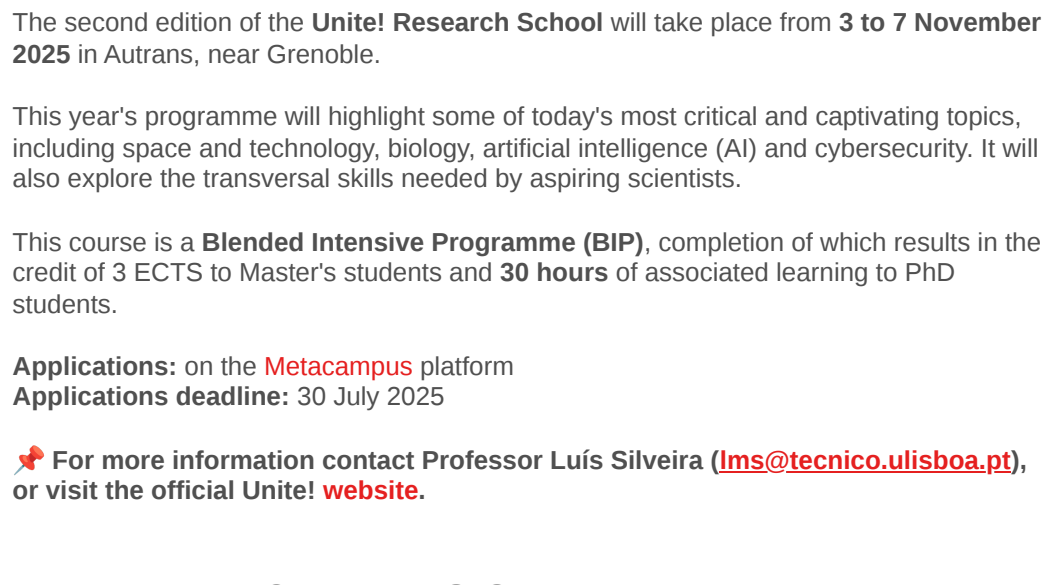 The second edition of the Unite! Research School will take place from 3 to 7 November
2025 in Autrans, near Grenoble.
This year's programme will highlight some of today's most critical and captivating topics,
including space and technology, biology, artificial intelligence (AI) and cybersecurity. It will
also explore the transversal skills needed by aspiring scientists.
This course is a Blended Intensive Programme (BIP), completion of which results in the
credit of 3 ECTS to Master's students and 30 hours of associated learning to PhD
students.
Applications: on the Metacampus platform
Applications deadline: 30 July 2025
📌 For more information contact Professor Luís Silveira (lms@tecnico.ulisboa.pt),
or visit the official Unite! website.